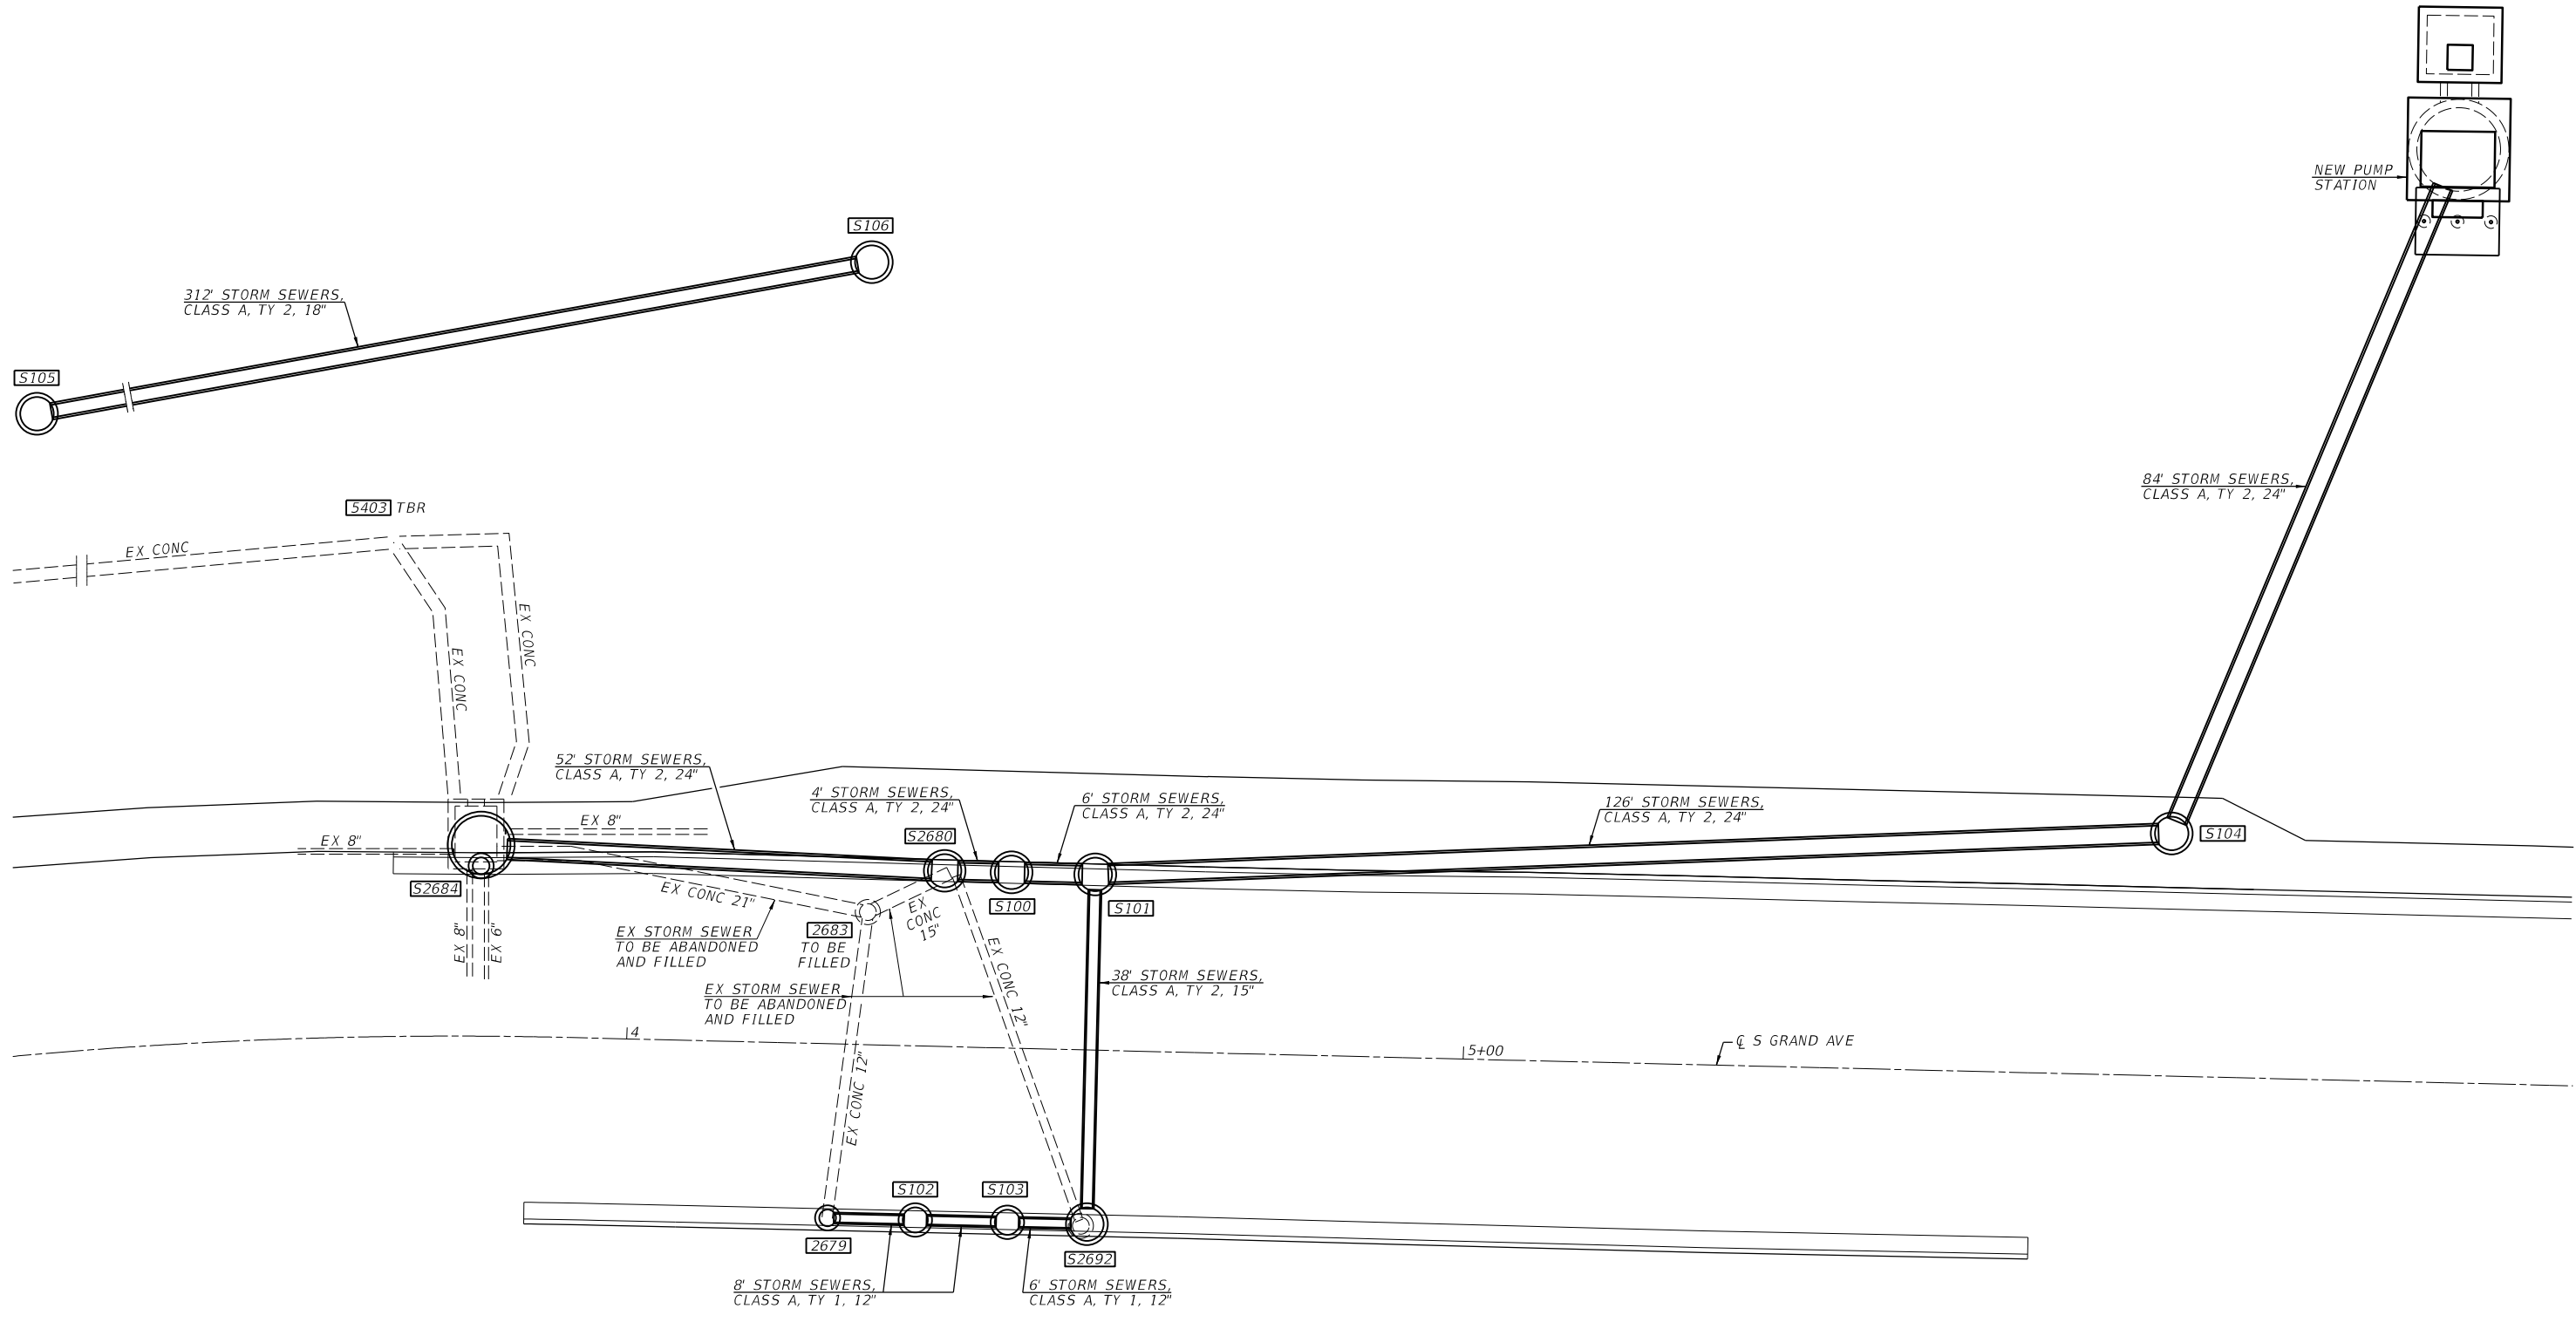 NEW PUMP
STATION
S106
312' STORM SEWERS,
CLASS A, TY 2, 18"
S105
84' STORM SEWERS,
CLASS A, TY 2, 24"
5403 TBR
EX CONC
EX CONC
EX CONC
52' STORM SEWERS,
CLASS A, TY 2, 24"
4' STORM SEWERS,
CLASS A, TY 2, 24"
6' STORM SEWERS,
CLASS A, TY 2, 24"
126' STORM SEWERS,
CLASS A, TY 2, 24"
EX 8"
EX 8"
S2680
S104
S2684
EX CONC 21"
S100
S101
EX CONC
15"
2683
TO BE
FILLED
EX STORM SEWER
TO BE ABANDONED
AND FILLED
EX 8"
EX 6"
EX CONC 12"
38' STORM SEWERS,
CLASS A, TY 2, 15"
EX STORM SEWER
TO BE ABANDONED
AND FILLED
4
5+00
℄ S GRAND AVE
EX CONC 12"
S102
S103
2679
S2692
8' STORM SEWERS,
CLASS A, TY 1, 12"
6' STORM SEWERS,
CLASS A, TY 1, 12"